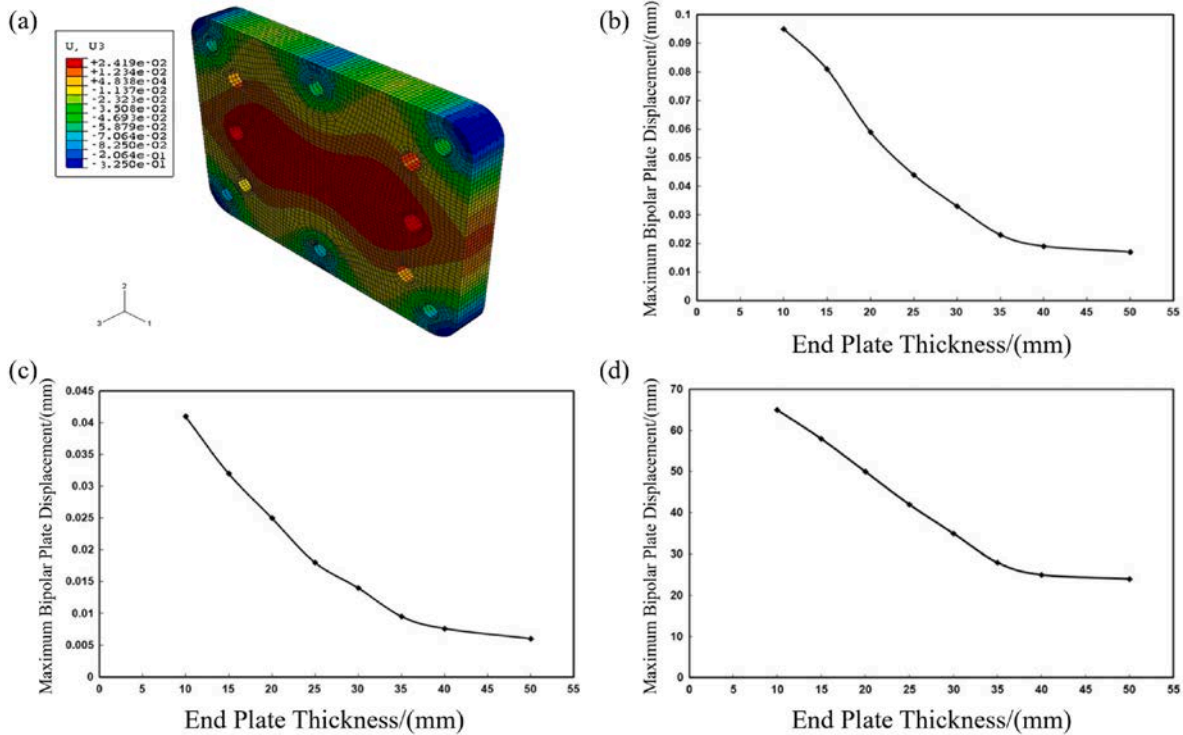 (a)
U, U3
+2.419e-02
+1.234e-02
+4.838e-04
-1.137e-02
-2.323e-02
-3.508e-02
-4.693e-02
-5.879e-02
-7.064e-02
-8.250e-02
-2.064e-01
-3.250e-01
2
3
1
(b)
Maximum Bipolar Plate Displacement/(mm)
0.1
0.09
0.08
0.07
0.06
0.05
0.04
0.03
0.02
0.01
0
0 5 10 15 20 25 30 35 40 45 50 55
End Plate Thickness/(mm)
(c)
Maximum Bipolar Plate Displacement/(mm)
0.045
0.04
0.035
0.03
0.025
0.02
0.015
0.01
0.005
0
0 5 10 15 20 25 30 35 40 45 50 55
End Plate Thickness/(mm)
(d)
Maximum Bipolar Plate Displacement/(mm)
70
60
50
40
30
20
10
0
0 5 10 15 20 25 30 35 40 45 50 55
End Plate Thickness/(mm)